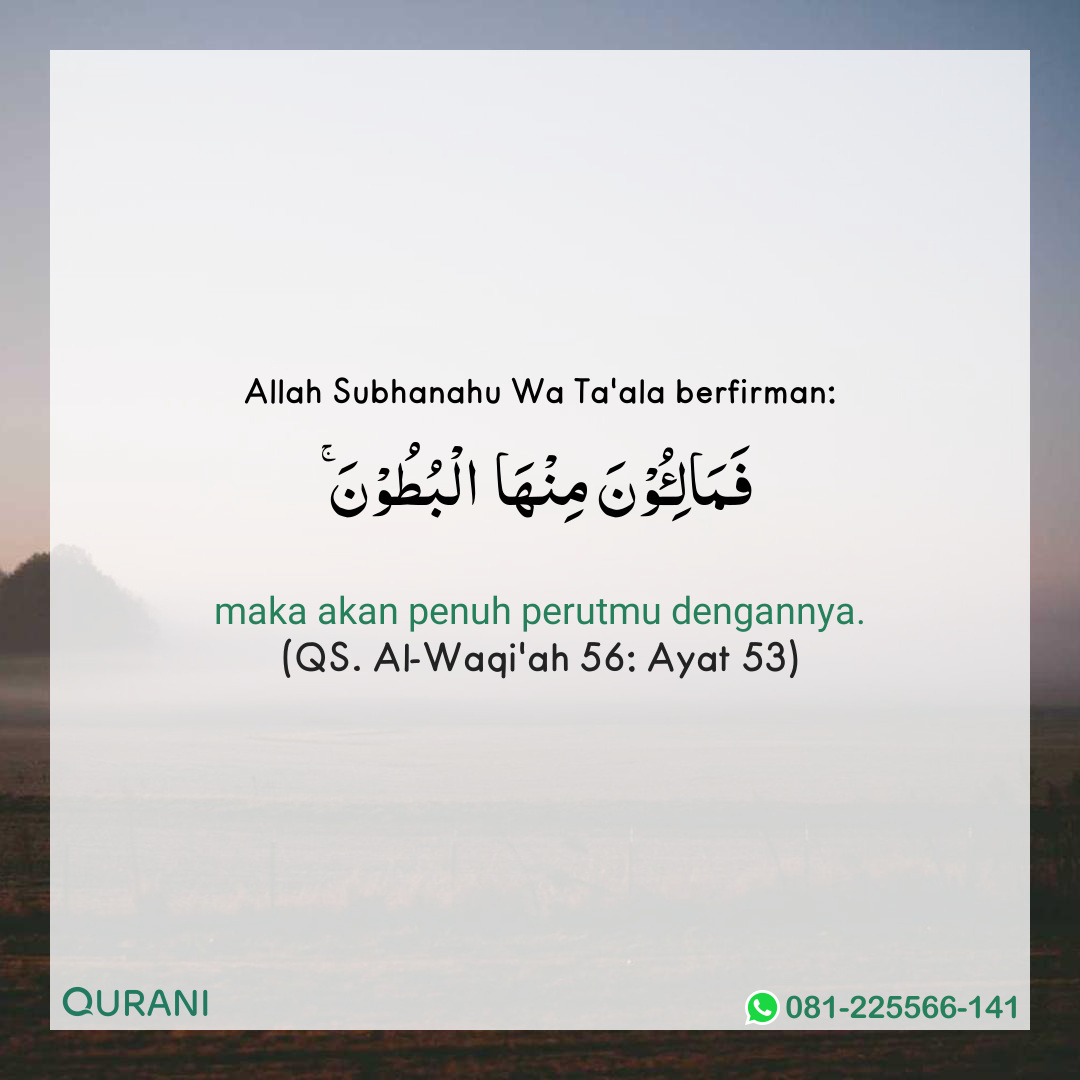 Allah Subhanahu Wa Ta'ala berfirman:
فَمَالِـئُوْنَ مِنْهَا الْبُطُوْنَ ۚ
maka akan penuh perutmu dengannya.
(QS. Al-Waqi'ah 56: Ayat 53)
QURANI
081-225566-141